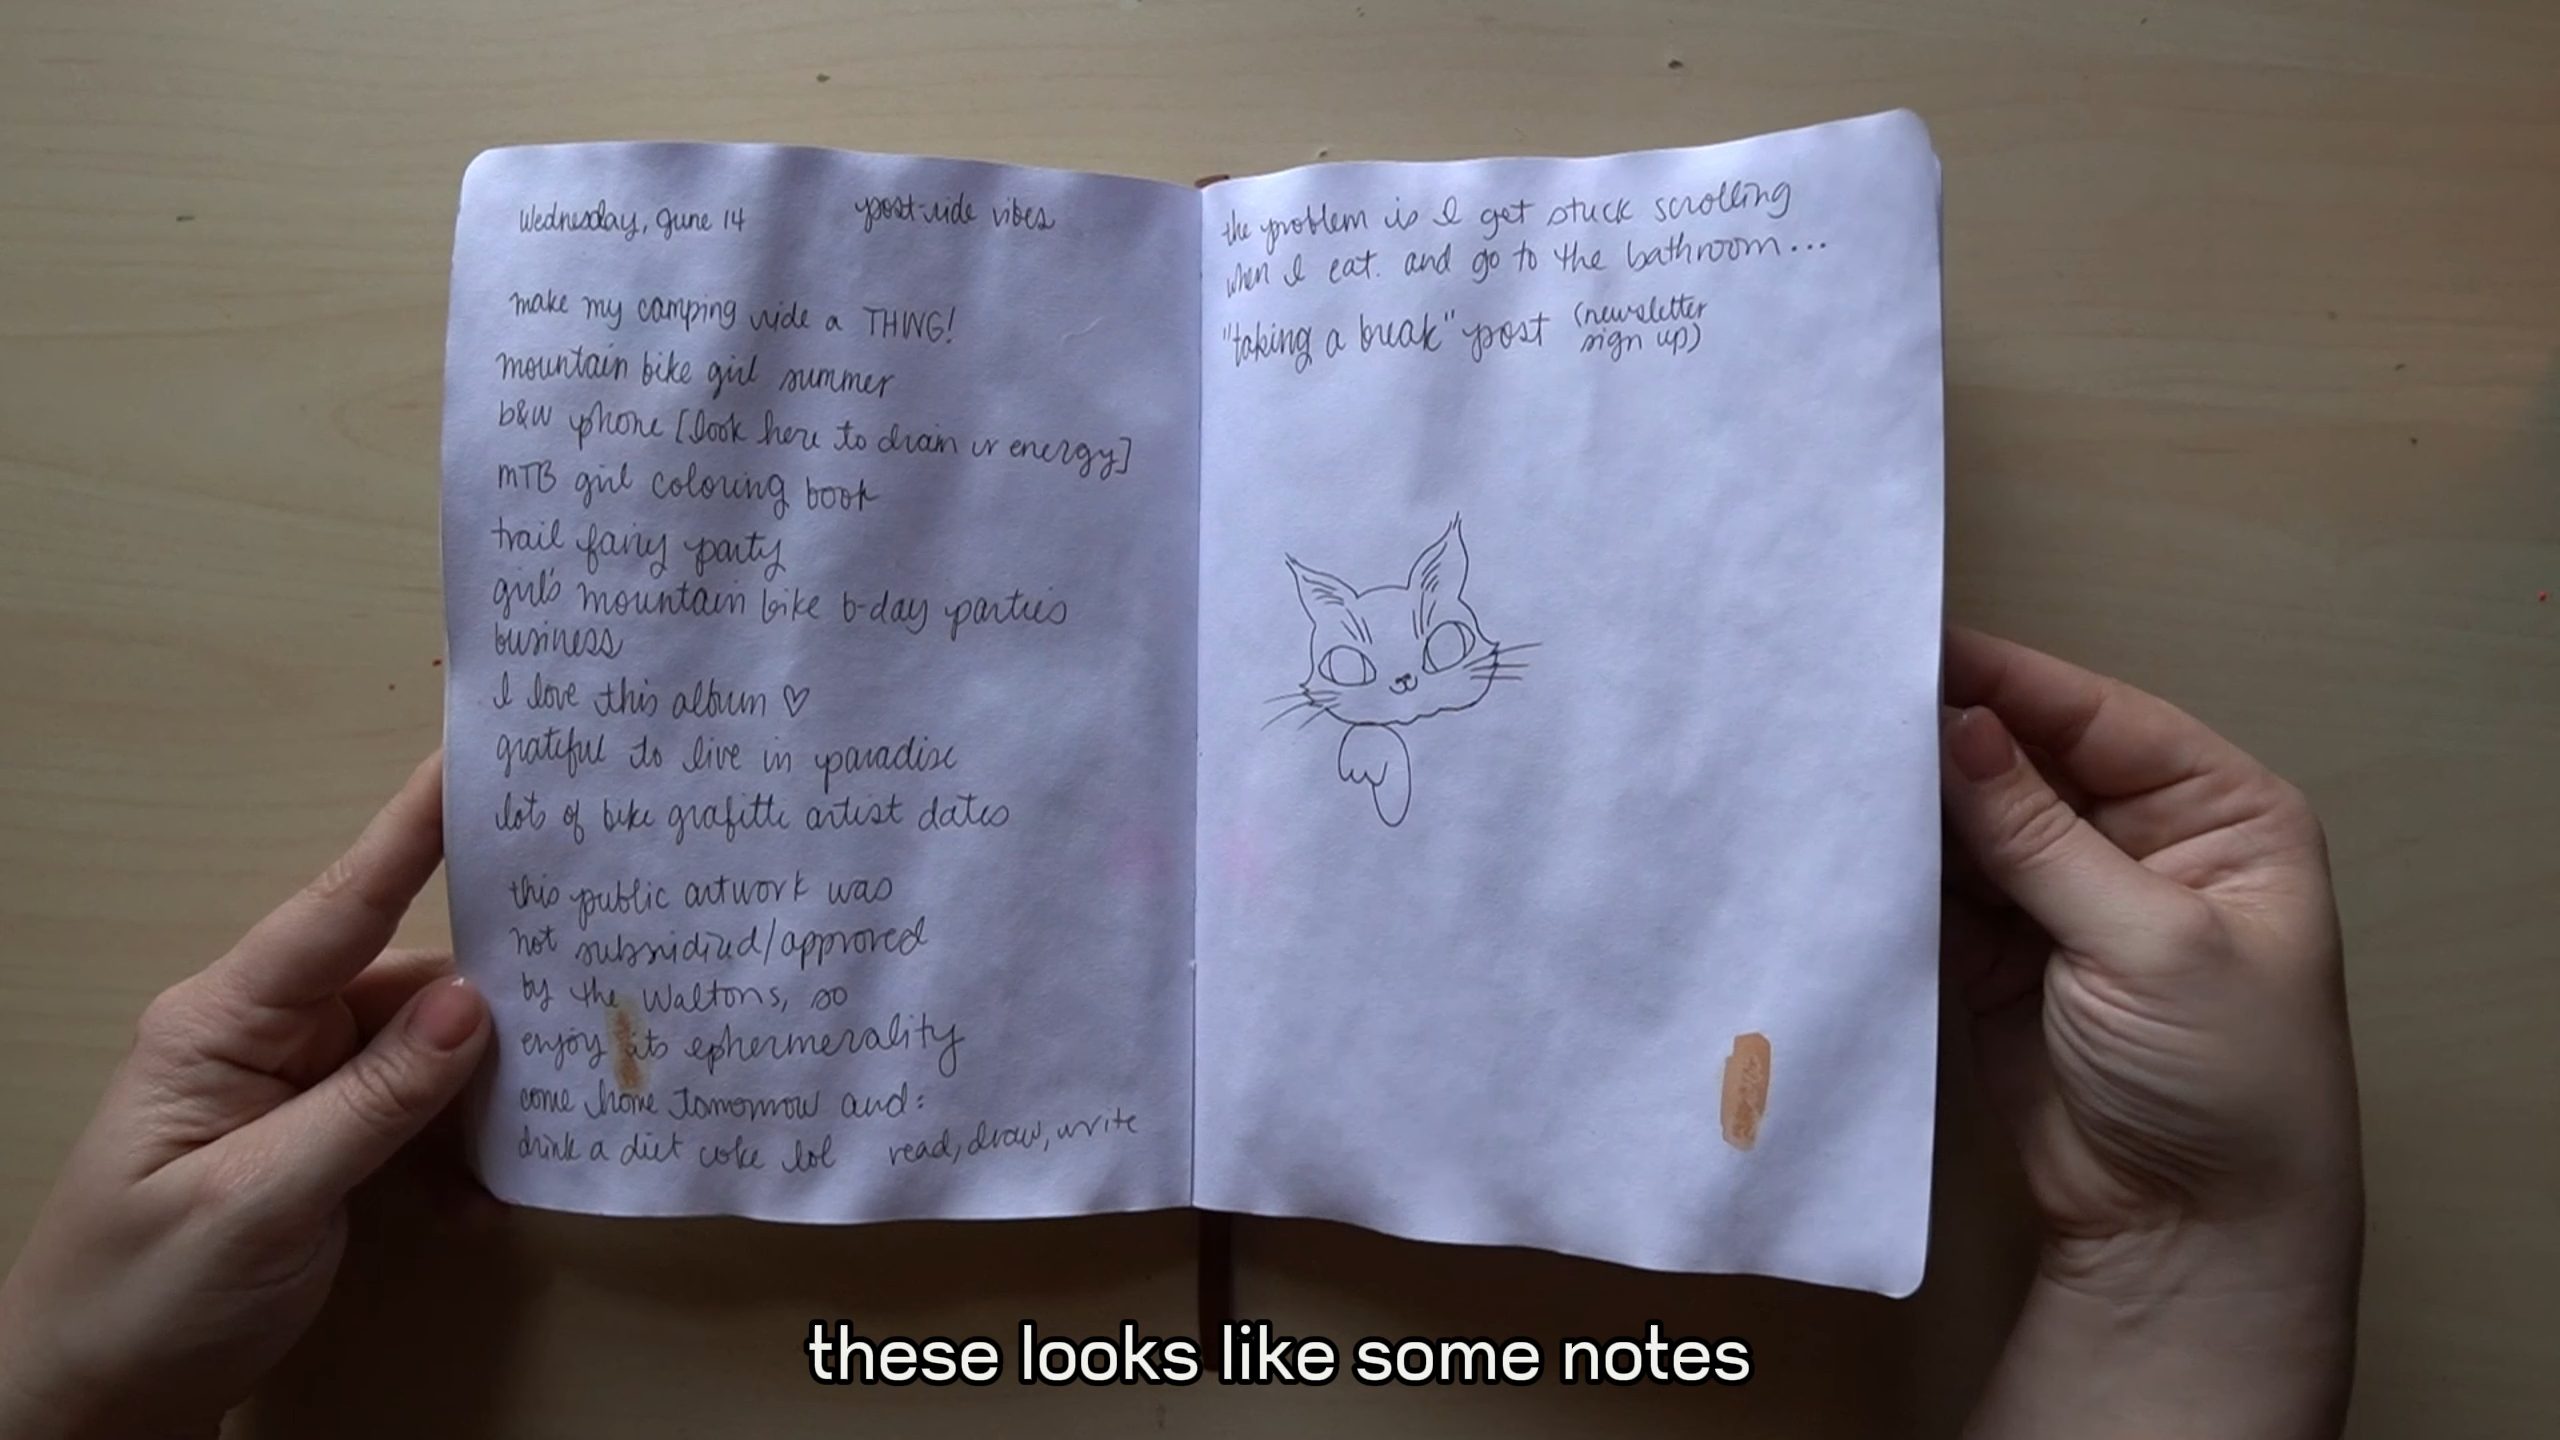 Wednesday, June 14
post-ride vibes
make my camping ride a THING!
mountain bike girl summer
b&w phone [look here to drain ur energy]
MTB girl coloring book
trail fairy party
girl's mountain bike b-day parties
business
I love this album ♡
grateful to live in paradise
lots of bike grafitti artist dates
this public artwork was
not subsidized/approved
by the Waltons, so
enjoy its ephermerality
come home tomorrow and:
drink a diet coke lol read, draw, write
the problem is I get stuck scrolling
when I eat. and go to the bathroom...
"taking a break" post (newsletter
sign up)
these looks like some notes